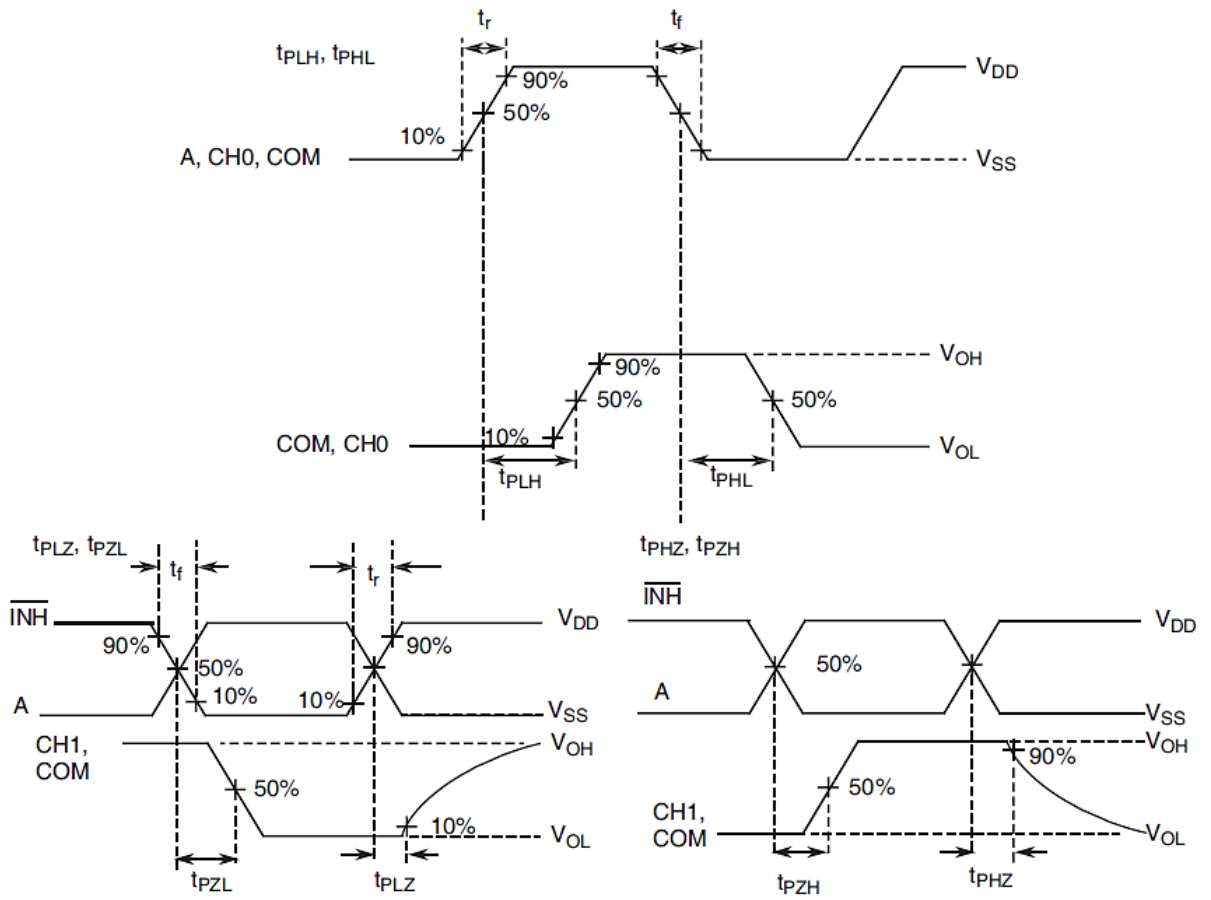 tr
tf
tPLH, tPHL
VDD
90%
50%
10%
A, CH0, COM
VSS
VOH
90%
50%
50%
10%
COM, CH0
VOL
tPLH
tPHL
tPLZ, tPZL
tf
tr
INH
VDD
90%
90%
50%
10%
10%
A
VSS
CH1,
COM
VOH
50%
10%
VOL
tPZL
tPLZ
tPHZ, tPZH
INH
VDD
50%
A
VSS
VOH
90%
50%
CH1,
COM
VOL
tPZH
tPHZ